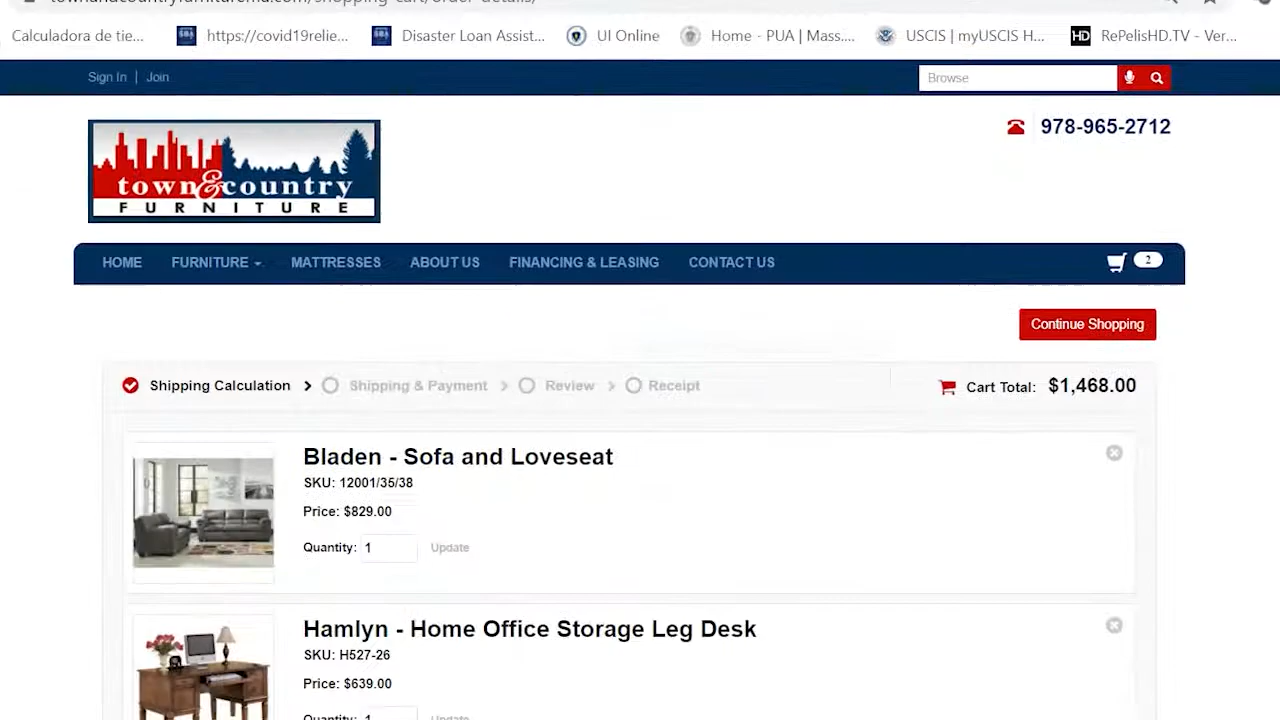 Calculadora de tie...
https://covid19relie...
Disaster Loan Assist...
UI Online
Home - PUA | Mass....
USCIS | myUSCIS H...
HD
RePelisHD.TV - Ver...
Sign In | Join
Browse
town&country
FURNITURE
978-965-2712
HOME
FURNITURE
MATTRESSES
ABOUT US
FINANCING & LEASING
CONTACT US
2
Continue Shopping
Shipping Calculation
Shipping & Payment
Review
Receipt
Cart Total: $1,468.00
Bladen - Sofa and Loveseat
SKU: 12001/35/38
Price: $829.00
Quantity: 1 Update
Hamlyn - Home Office Storage Leg Desk
SKU: H527-26
Price: $639.00
Quantity: 1 Update